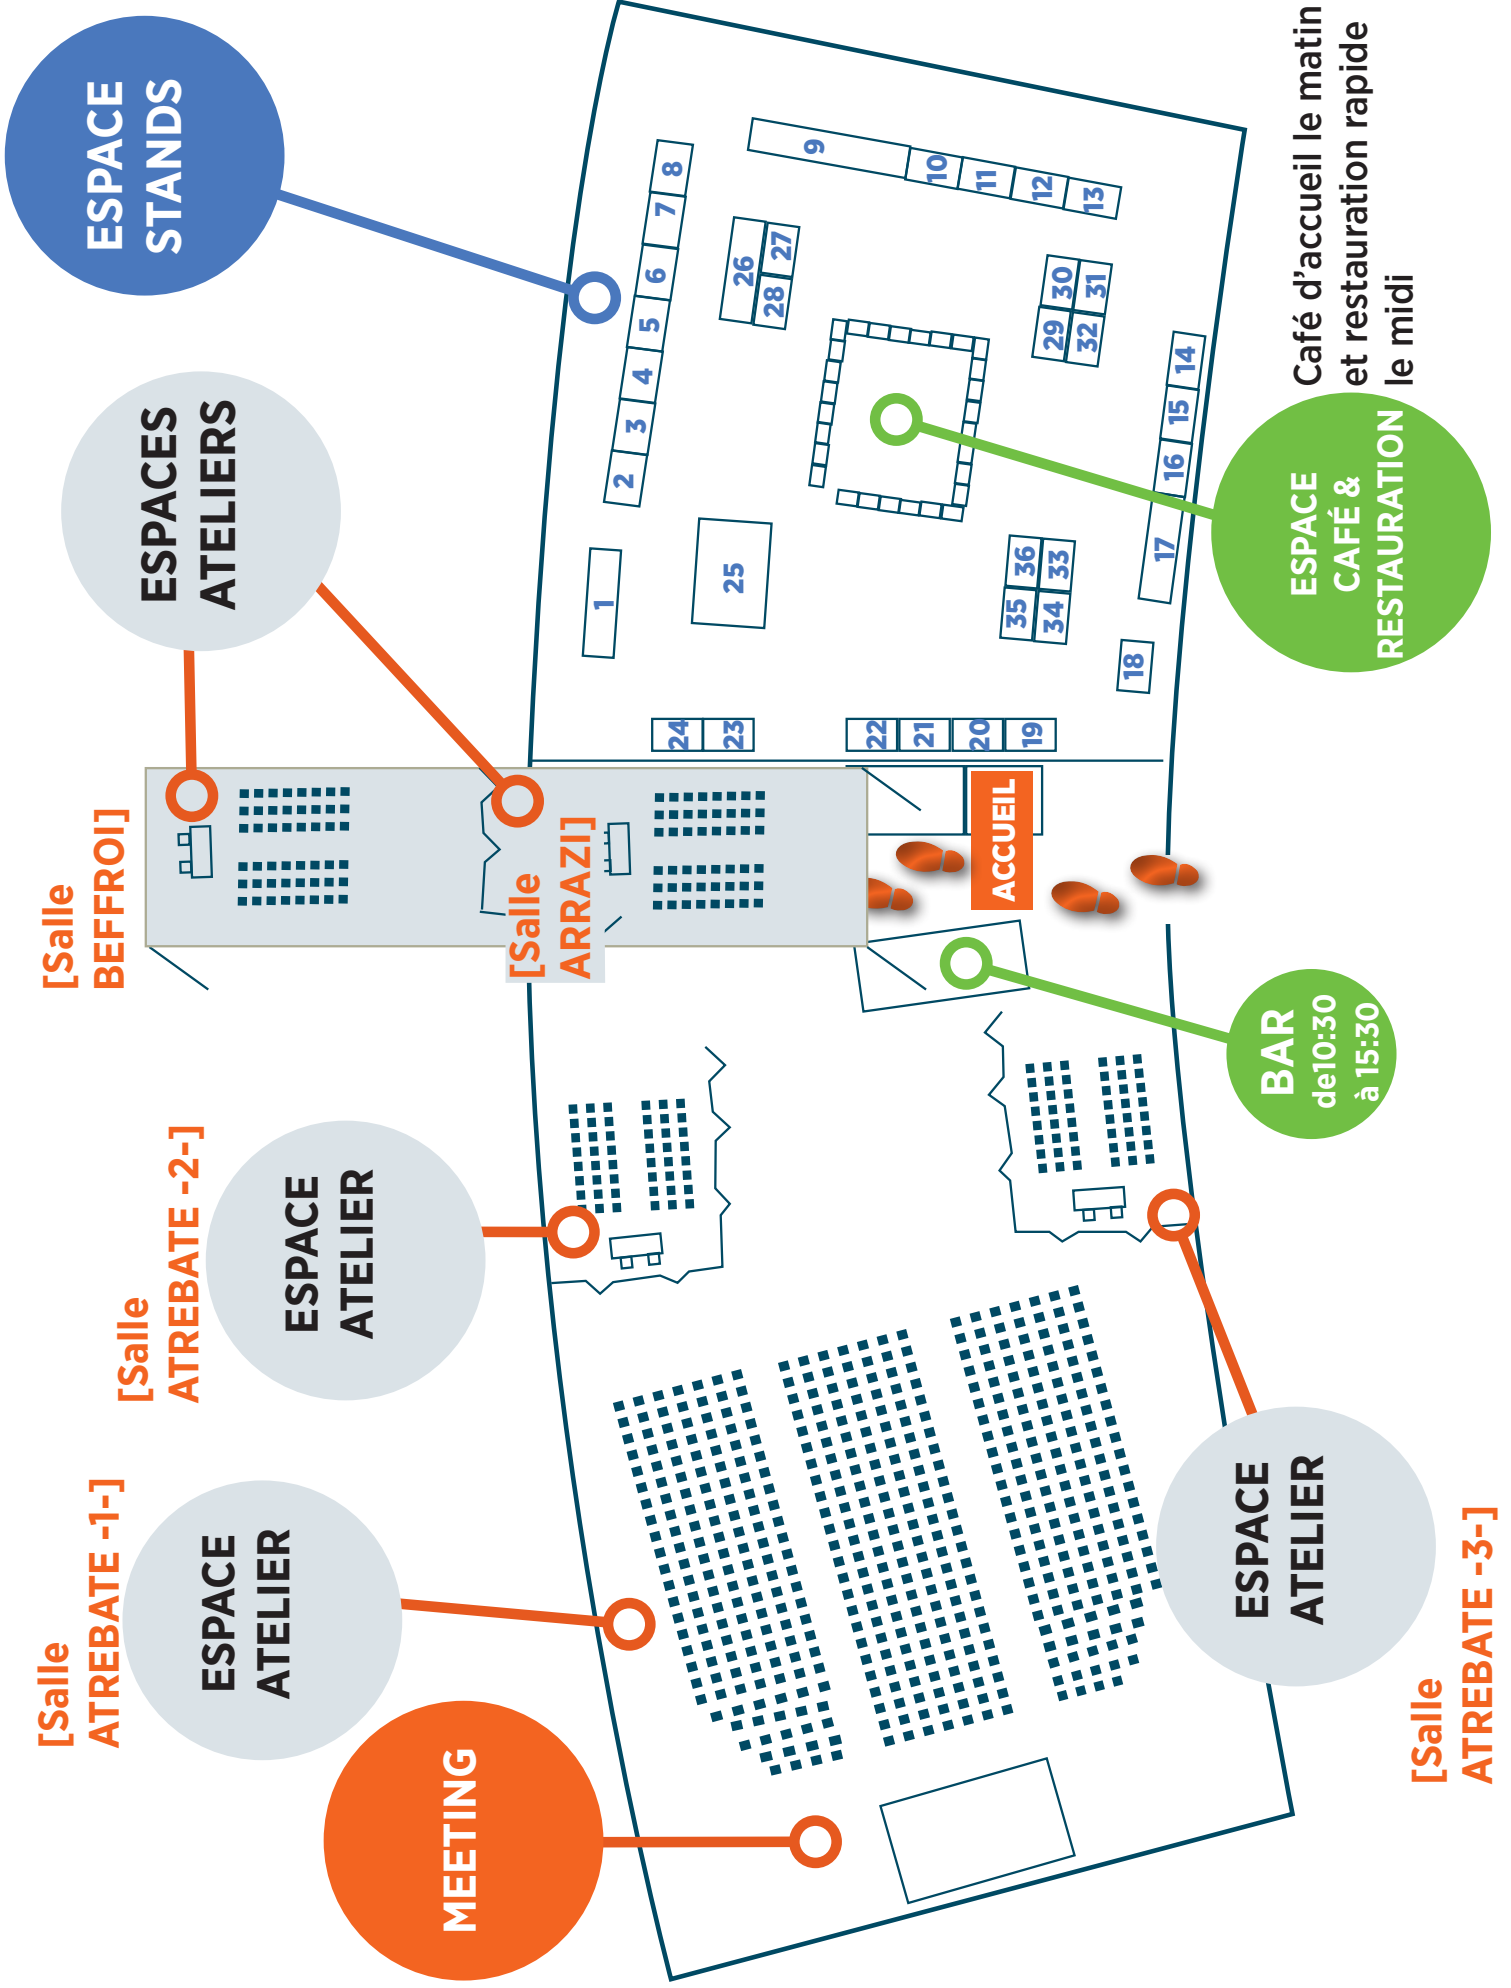 MEETING
[Salle
ATREBATE -1-]
ESPACE
ATELIER
[Salle
ATREBATE -2-]
ESPACE
ATELIER
[Salle
BEFFROI]
[Salle
ARRAZI]
ESPACES
ATELIERS
ESPACE
STANDS
1
2
3
4
5
6
7
8
9
10
11
12
13
14
15
16
17
18
19
20
21
22
23
24
25
26
28
27
29
30
32
31
35
36
34
33
ACCUEIL
BAR
de10:30
à 15:30
ESPACE
CAFÉ &
RESTAURATION
Café d’accueil le matin
et restauration rapide
le midi
ESPACE
ATELIER
[Salle
ATREBATE -3-]